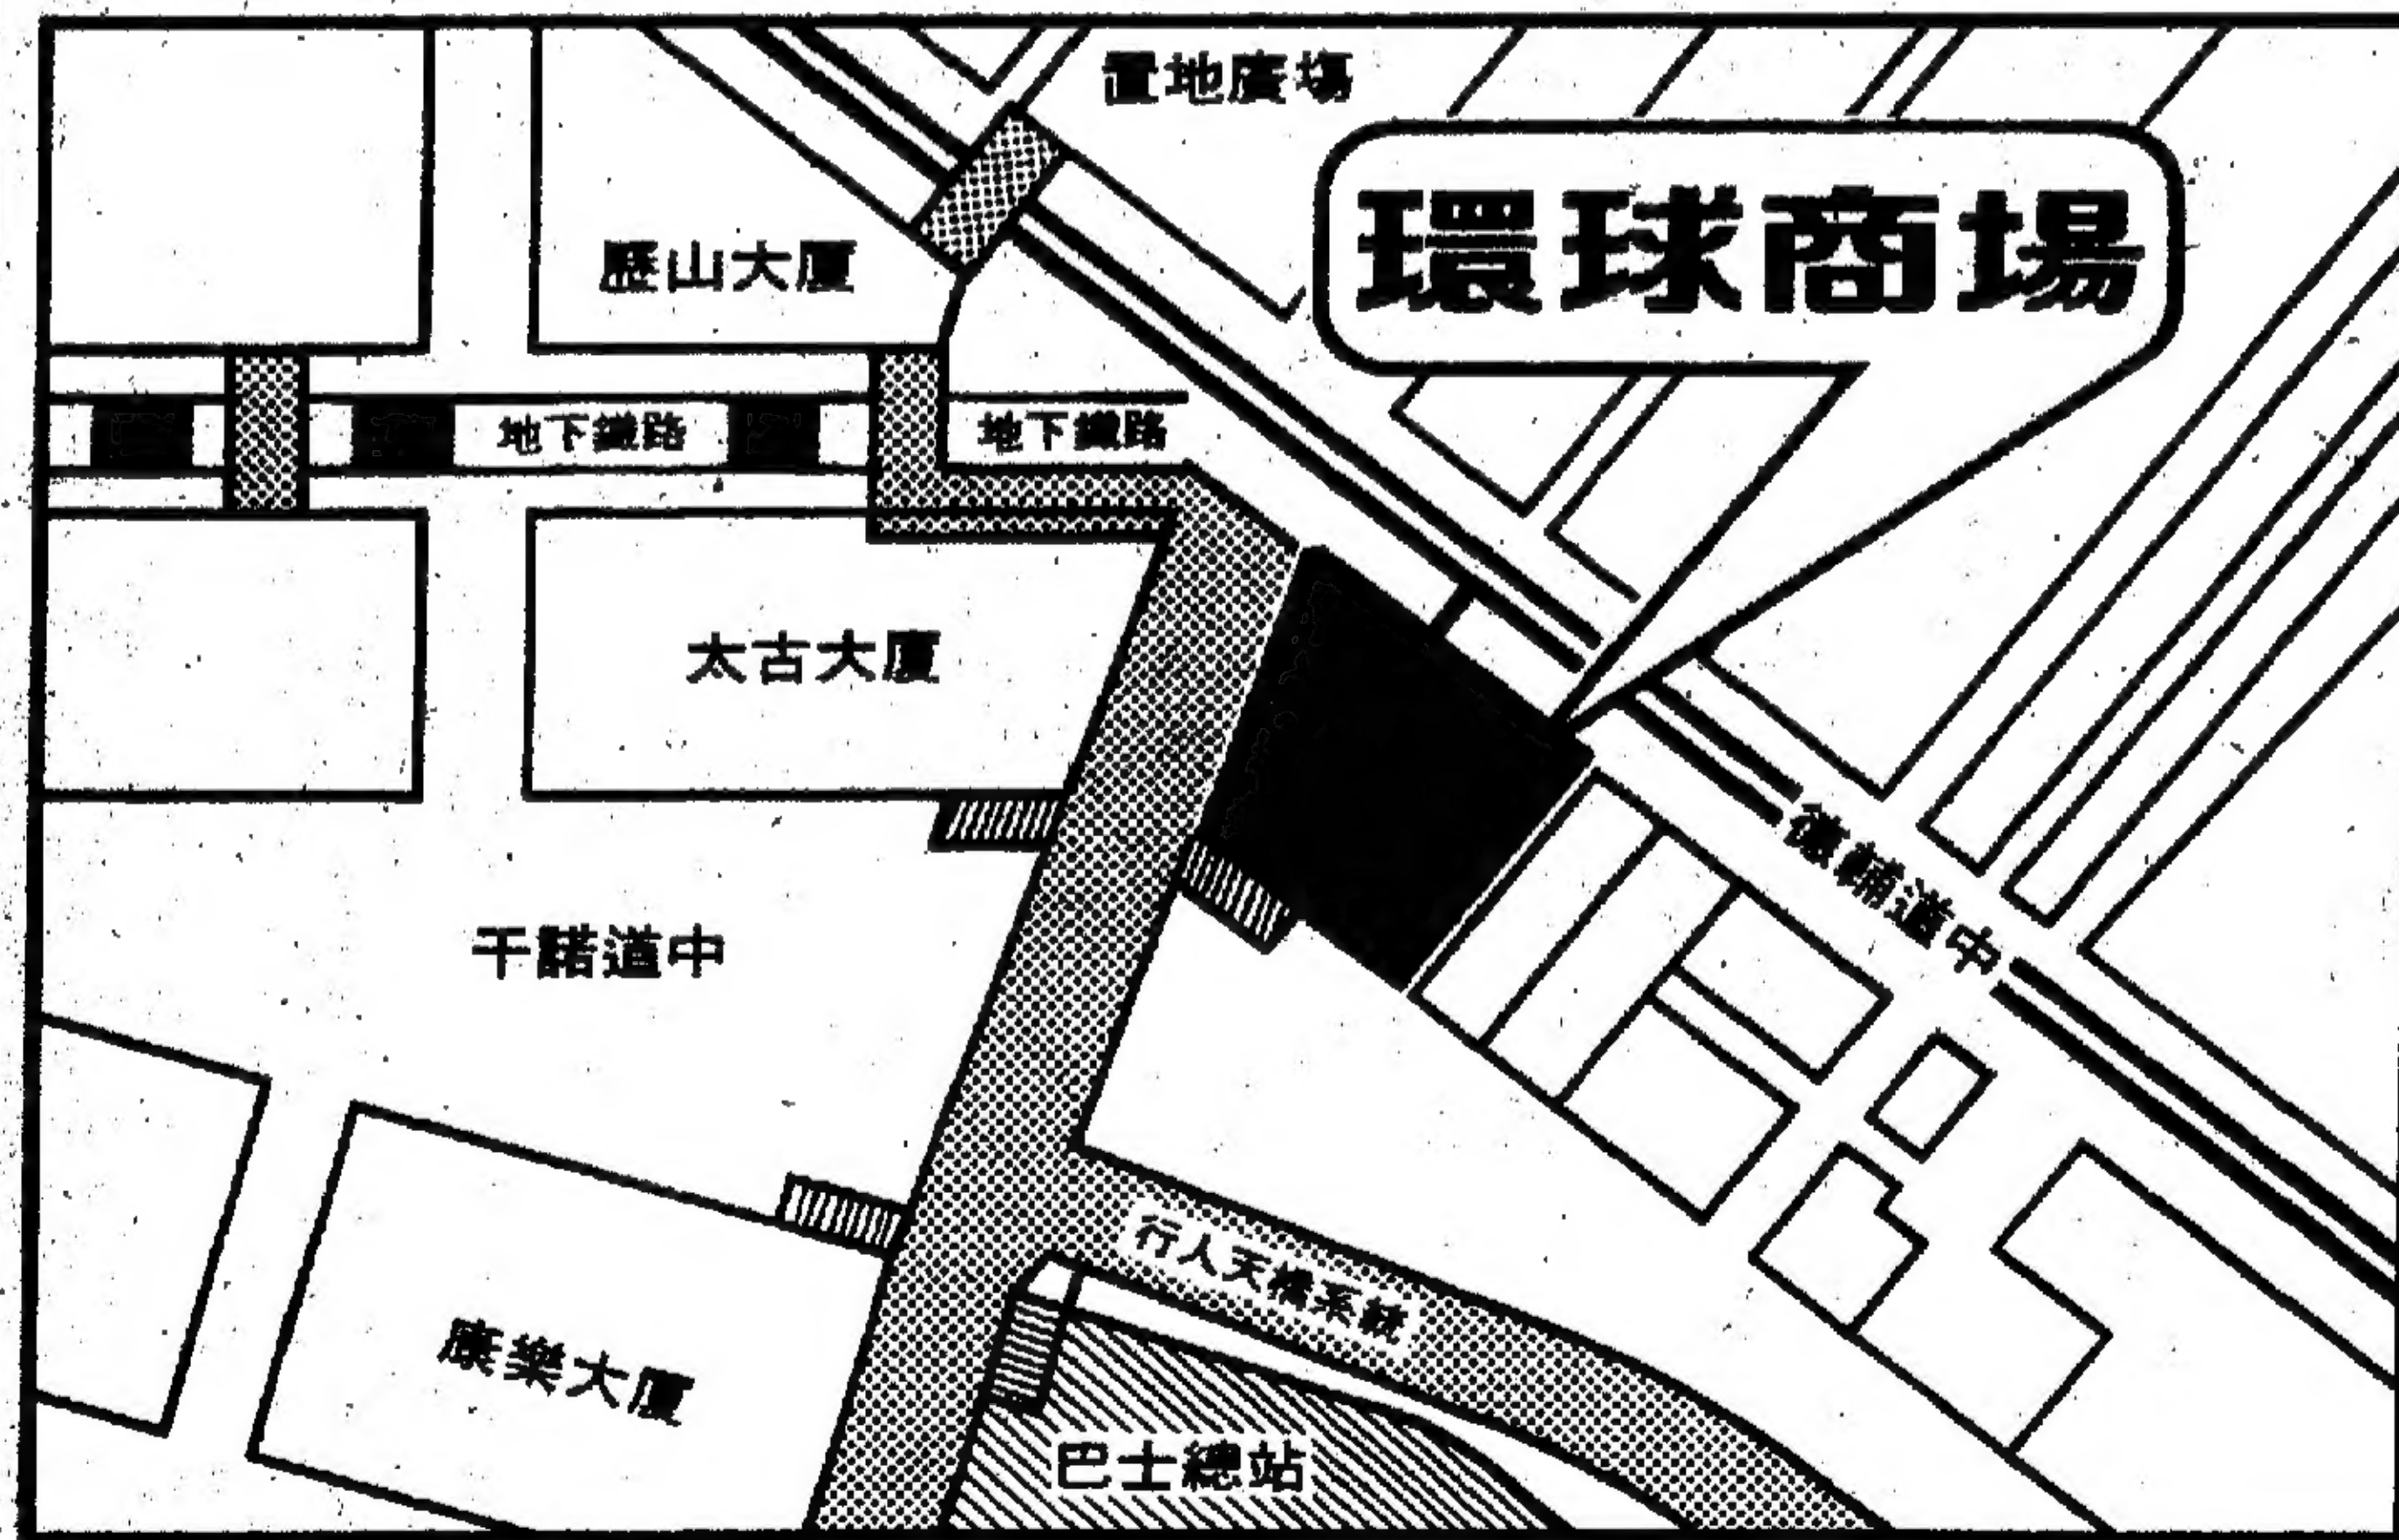 置地廣場
環球商場
歷山大廈
地下鐵路
地下鐵路
太古大廈
德輔道中
干諾道中
行人天橋系統
康樂大廈
巴士總站